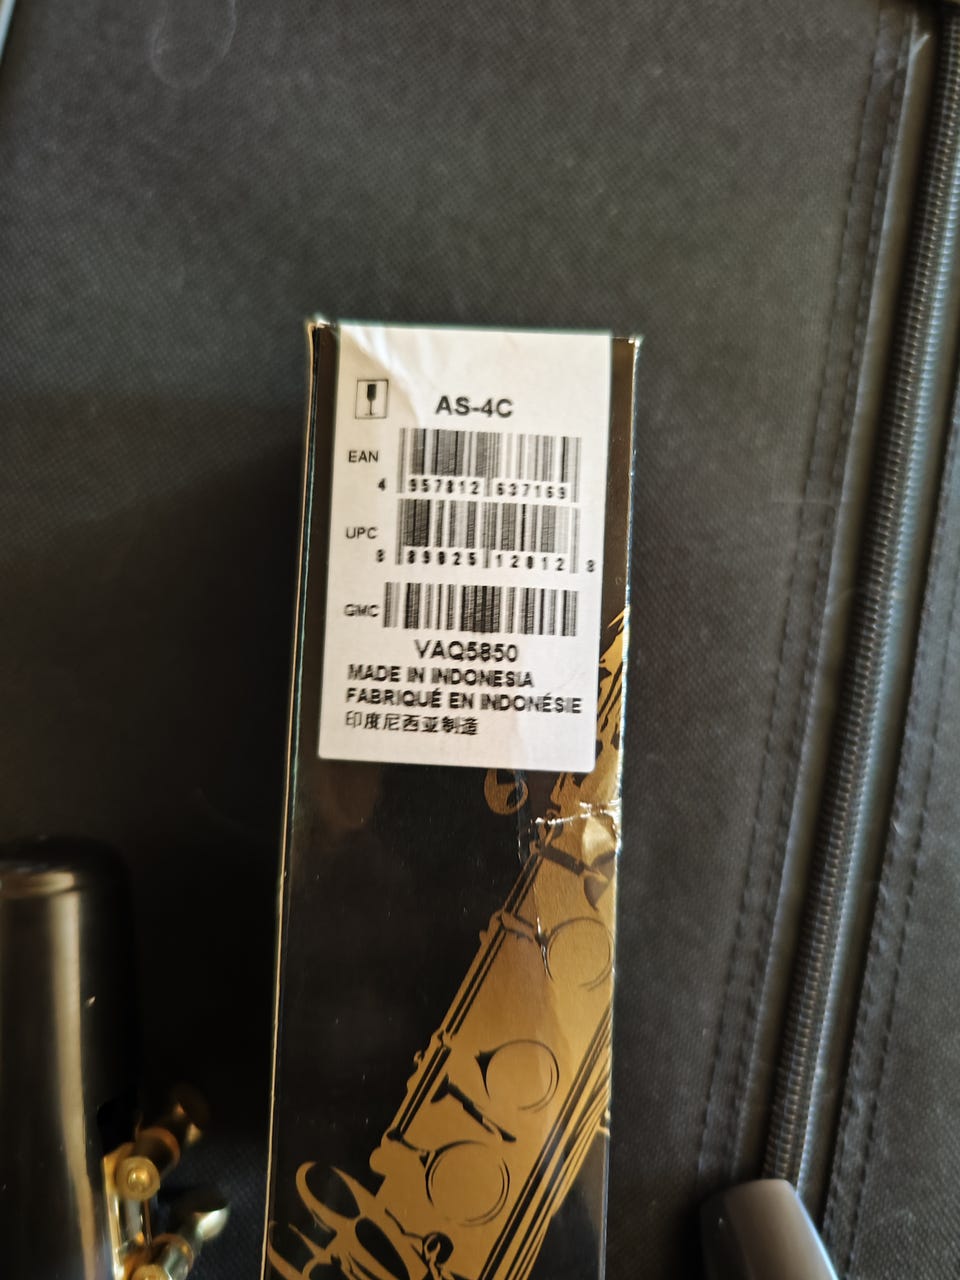 AS-4C
EAN
4 957812 637169
UPC
8 89025 12012 8
GMC
VAQ5850
MADE IN INDONESIA
FABRIQUÉ EN INDONÉSIE
印度尼西亚制造